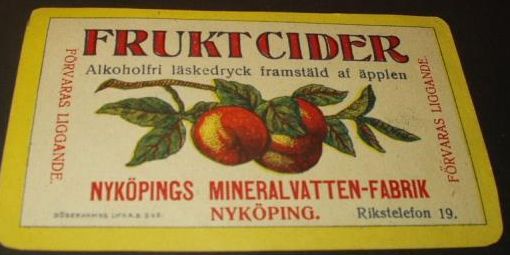 FRUKTCIDER
Alkoholfri läskedryck framstäld af äpplen
FÖRVARAS LIGGANDE.
FÖRVARAS LIGGANDE.
NYKÖPINGS MINERALVATTEN-FABRIK
NYKÖPING.
Rikstelefon 19.